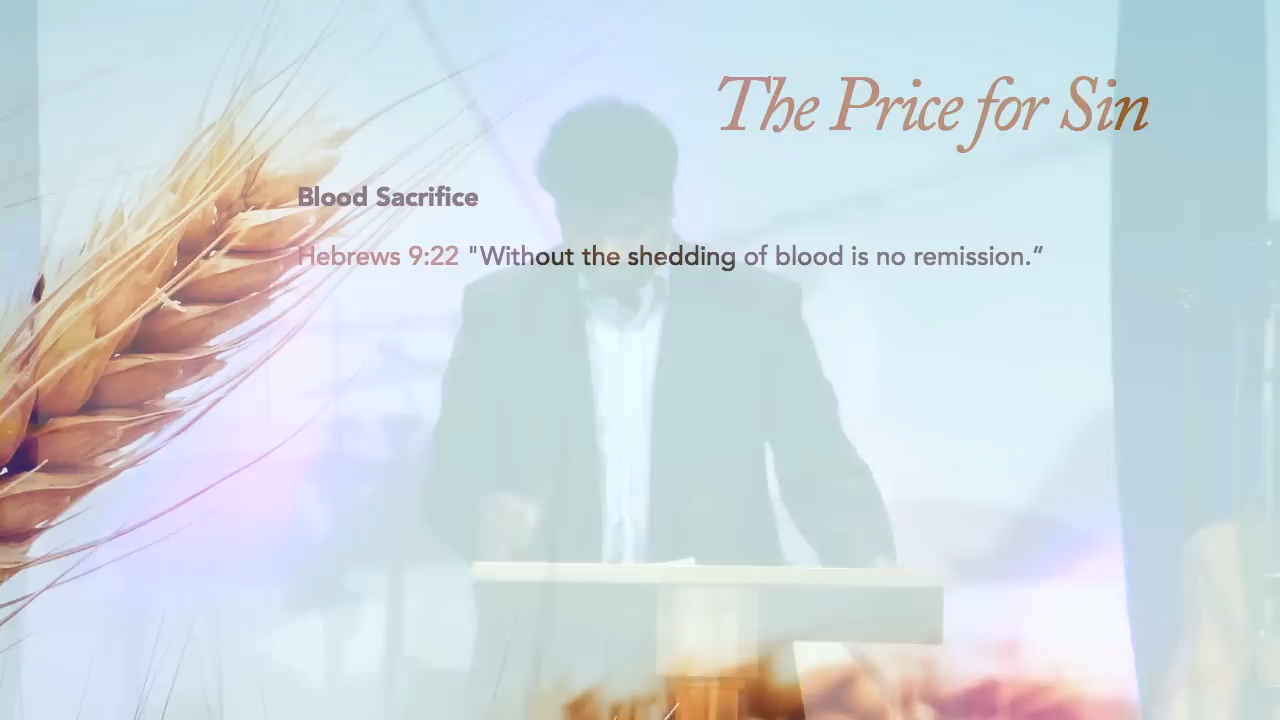 The Price for Sin
Blood Sacrifice
Hebrews 9:22 "Without the shedding of blood is no remission.”